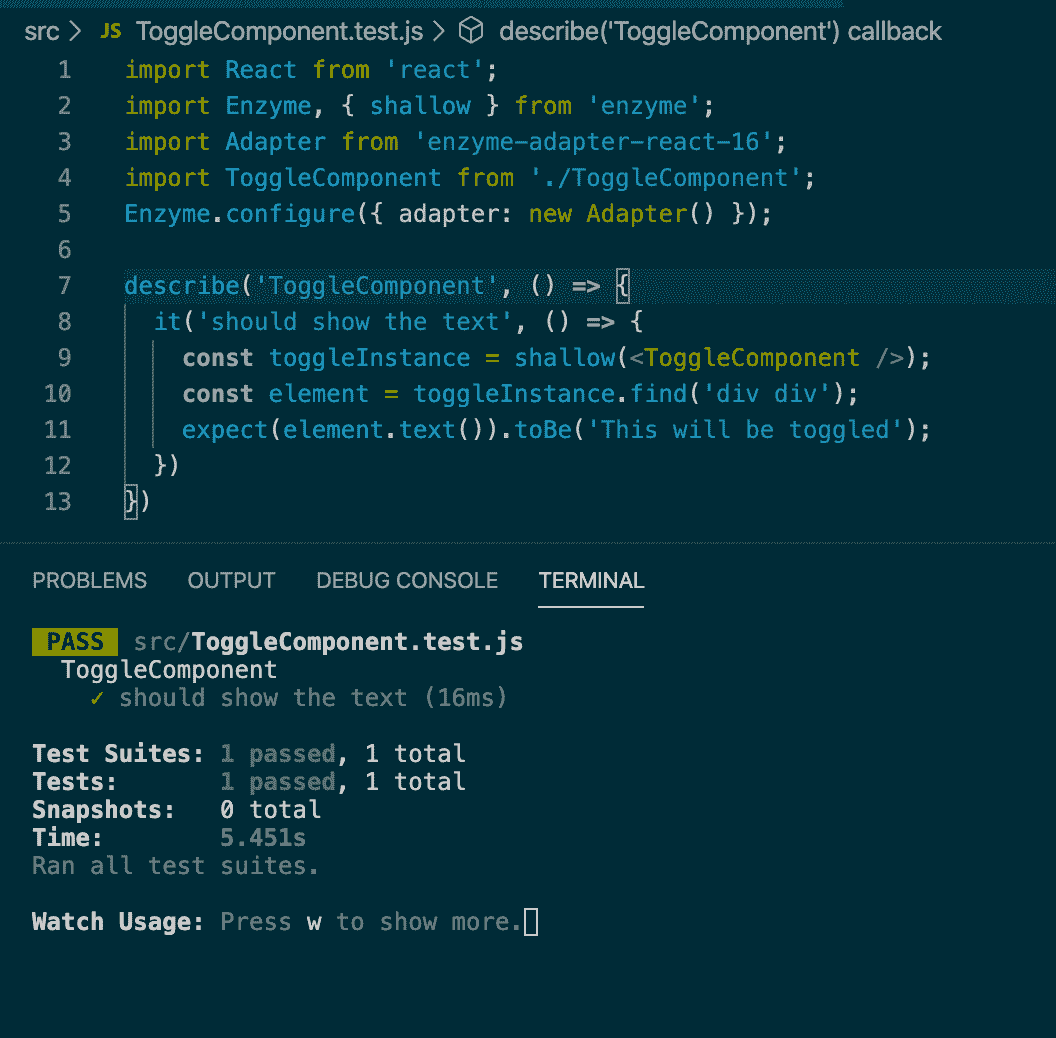 src > JS ToggleComponent.test.js > describe('ToggleComponent') callback
1 import React from 'react';
2 import Enzyme, { shallow } from 'enzyme';
3 import Adapter from 'enzyme-adapter-react-16';
4 import ToggleComponent from './ToggleComponent';
5 Enzyme.configure({ adapter: new Adapter() });
6
7 describe('ToggleComponent', () => {
8   it('should show the text', () => {
9     const toggleInstance = shallow(<ToggleComponent />);
10     const element = toggleInstance.find('div div');
11     expect(element.text()).toBe('This will be toggled');
12   })
13 })
PROBLEMS OUTPUT DEBUG CONSOLE TERMINAL
PASS src/ToggleComponent.test.js
ToggleComponent
✓ should show the text (16ms)
Test Suites: 1 passed, 1 total
Tests: 1 passed, 1 total
Snapshots: 0 total
Time: 5.451s
Ran all test suites.
Watch Usage: Press w to show more.